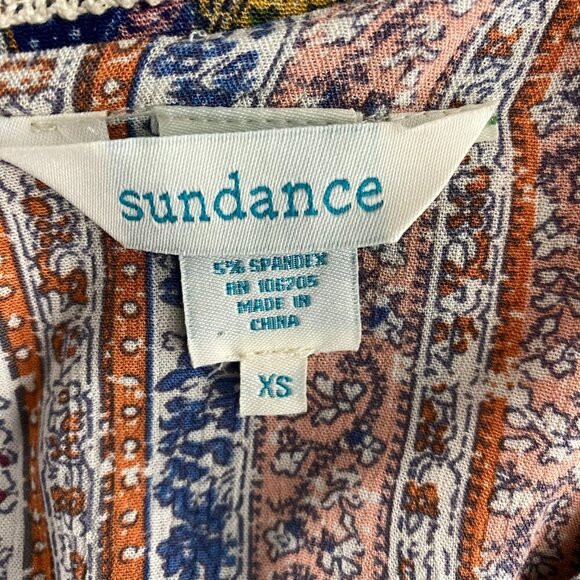 sundance
5% SPANDEX
RN 106205
MADE IN
CHINA
XS